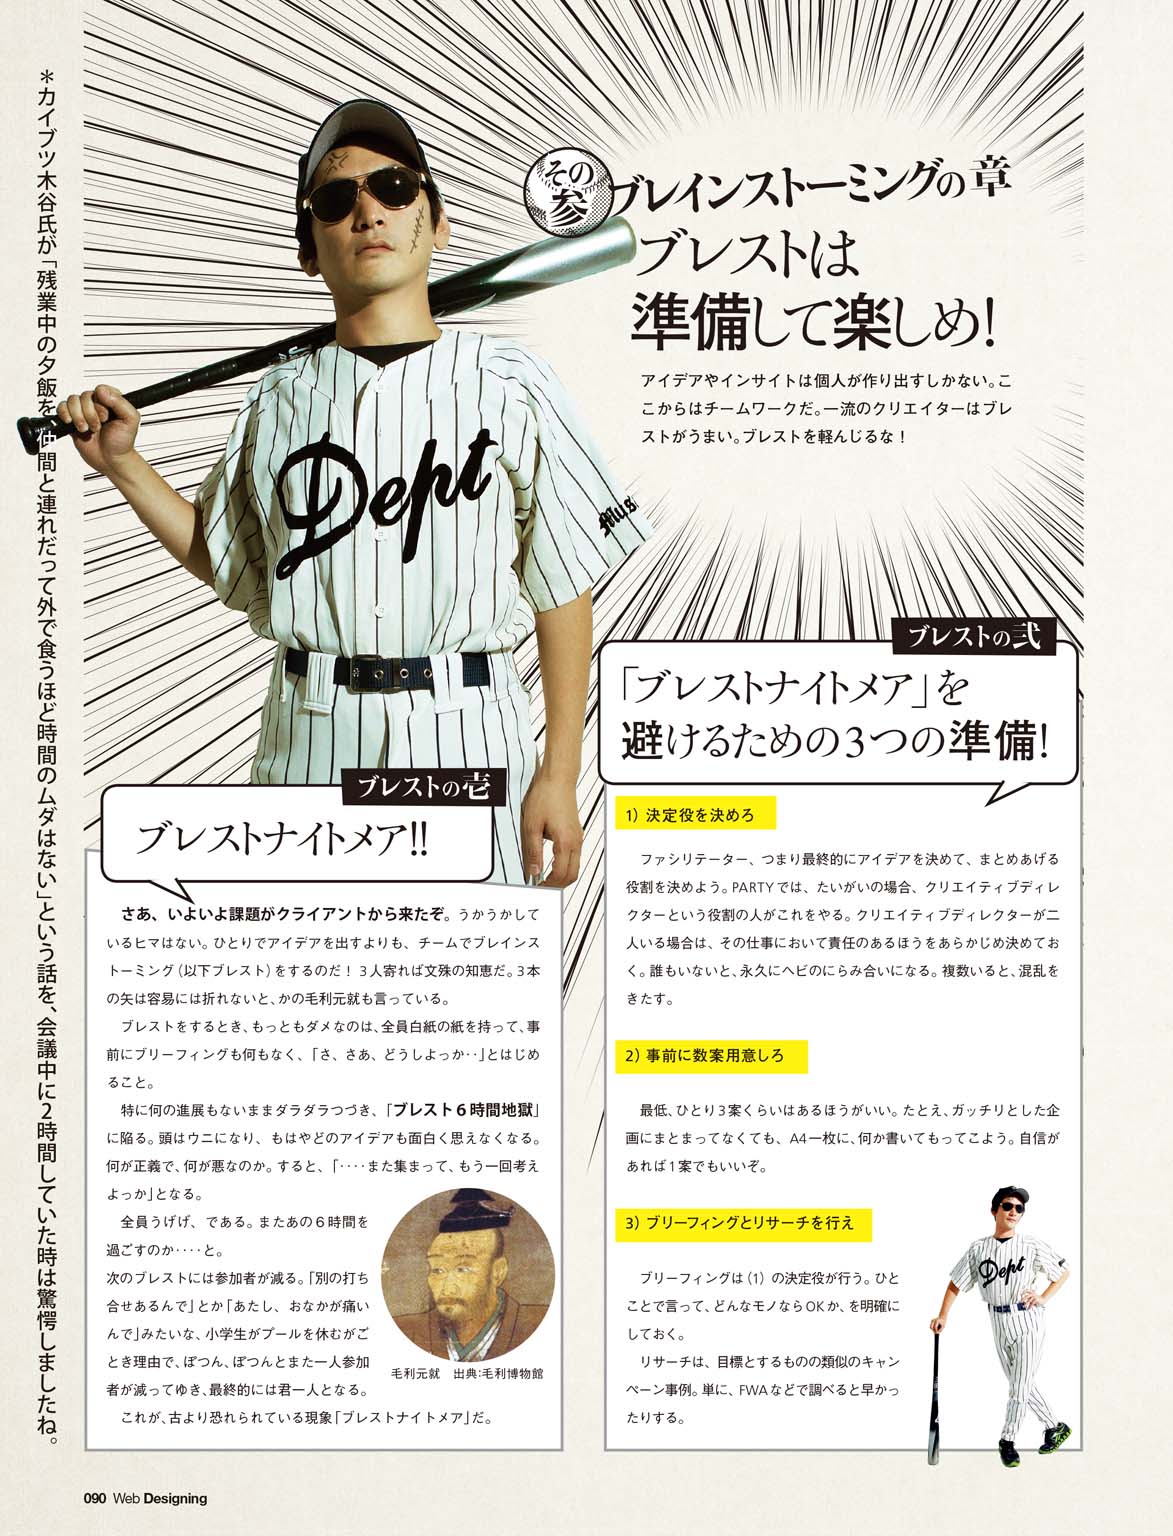 その
参
ブレインストーミングの章
ブレストは
準備して楽しめ!
アイデアやインサイトは個人が作り出すしかない。こ
こからはチームワークだ。一流のクリエイターはブレ
ストがうまい。ブレストを軽んじるな！
Dept
Mus
*カイブツ木谷氏が「残業中の夕飯を、仲間と連れだって外で食うほど時間のムダはない」という話を、会議中に2時間していた時は驚愕しましたね。
ブレストの壱
ブレストナイトメア!!
さあ、いよいよ課題がクライアントから来たぞ。うかうかして
いるヒマはない。ひとりでアイデアを出すよりも、チームでブレインス
トーミング（以下ブレスト）をするのだ！ 3人寄れば文殊の知恵だ。3本
の矢は容易には折れないと、かの毛利元就も言っている。
ブレストをするとき、もっともダメなのは、全員白紙の紙を持って、事
前にブリーフィングも何もなく、「さ、さあ、どうしよっか‥」とはじめ
ること。
特に何の進展もないままダラダラつづき、「ブレスト６時間地獄」
に陥る。頭はウニになり、もはやどのアイデアも面白く思えなくなる。
何が正義で、何が悪なのか。すると、「‥‥また集まって、もう一回考え
よっか」となる。
全員うげげ、である。またあの６時間を
過ごすのか‥‥と。
次のブレストには参加者が減る。「別の打ち
合せあるんで」とか「あたし、おなかが痛い
んで」みたいな、小学生がプールを休むがご
とき理由で、ぽつん、ぽつんとまた一人参加
者が減ってゆき、最終的には君一人となる。
これが、古より恐れられている現象「ブレストナイトメア」だ。
毛利元就　出典：毛利博物館
ブレストの弐
「ブレストナイトメア」を
避けるための3つの準備!
1）決定役を決めろ
ファシリテーター、つまり最終的にアイデアを決めて、まとめあげる
役割を決めよう。PARTYでは、たいがいの場合、クリエイティブディレ
クターという役割の人がこれをやる。クリエイティブディレクターが二
人いる場合は、その仕事において責任のあるほうをあらかじめ決めてお
く。誰もいないと、永久にヘビのにらみ合いになる。複数いると、混乱を
きたす。
2）事前に数案用意しろ
最低、ひとり３案くらいはあるほうがいい。たとえ、ガッチリとした企
画にまとまってなくても、A4一枚に、何か書いてもってこよう。自信が
あれば１案でもいいぞ。
3）ブリーフィングとリサーチを行え
ブリーフィングは（1）の決定役が行う。ひと
ことで言って、どんなモノならOKか、を明確に
しておく。
リサーチは、目標とするものの類似のキャン
ペーン事例。単に、FWAなどで調べると早かっ
たりする。
Dept
090 Web Designing